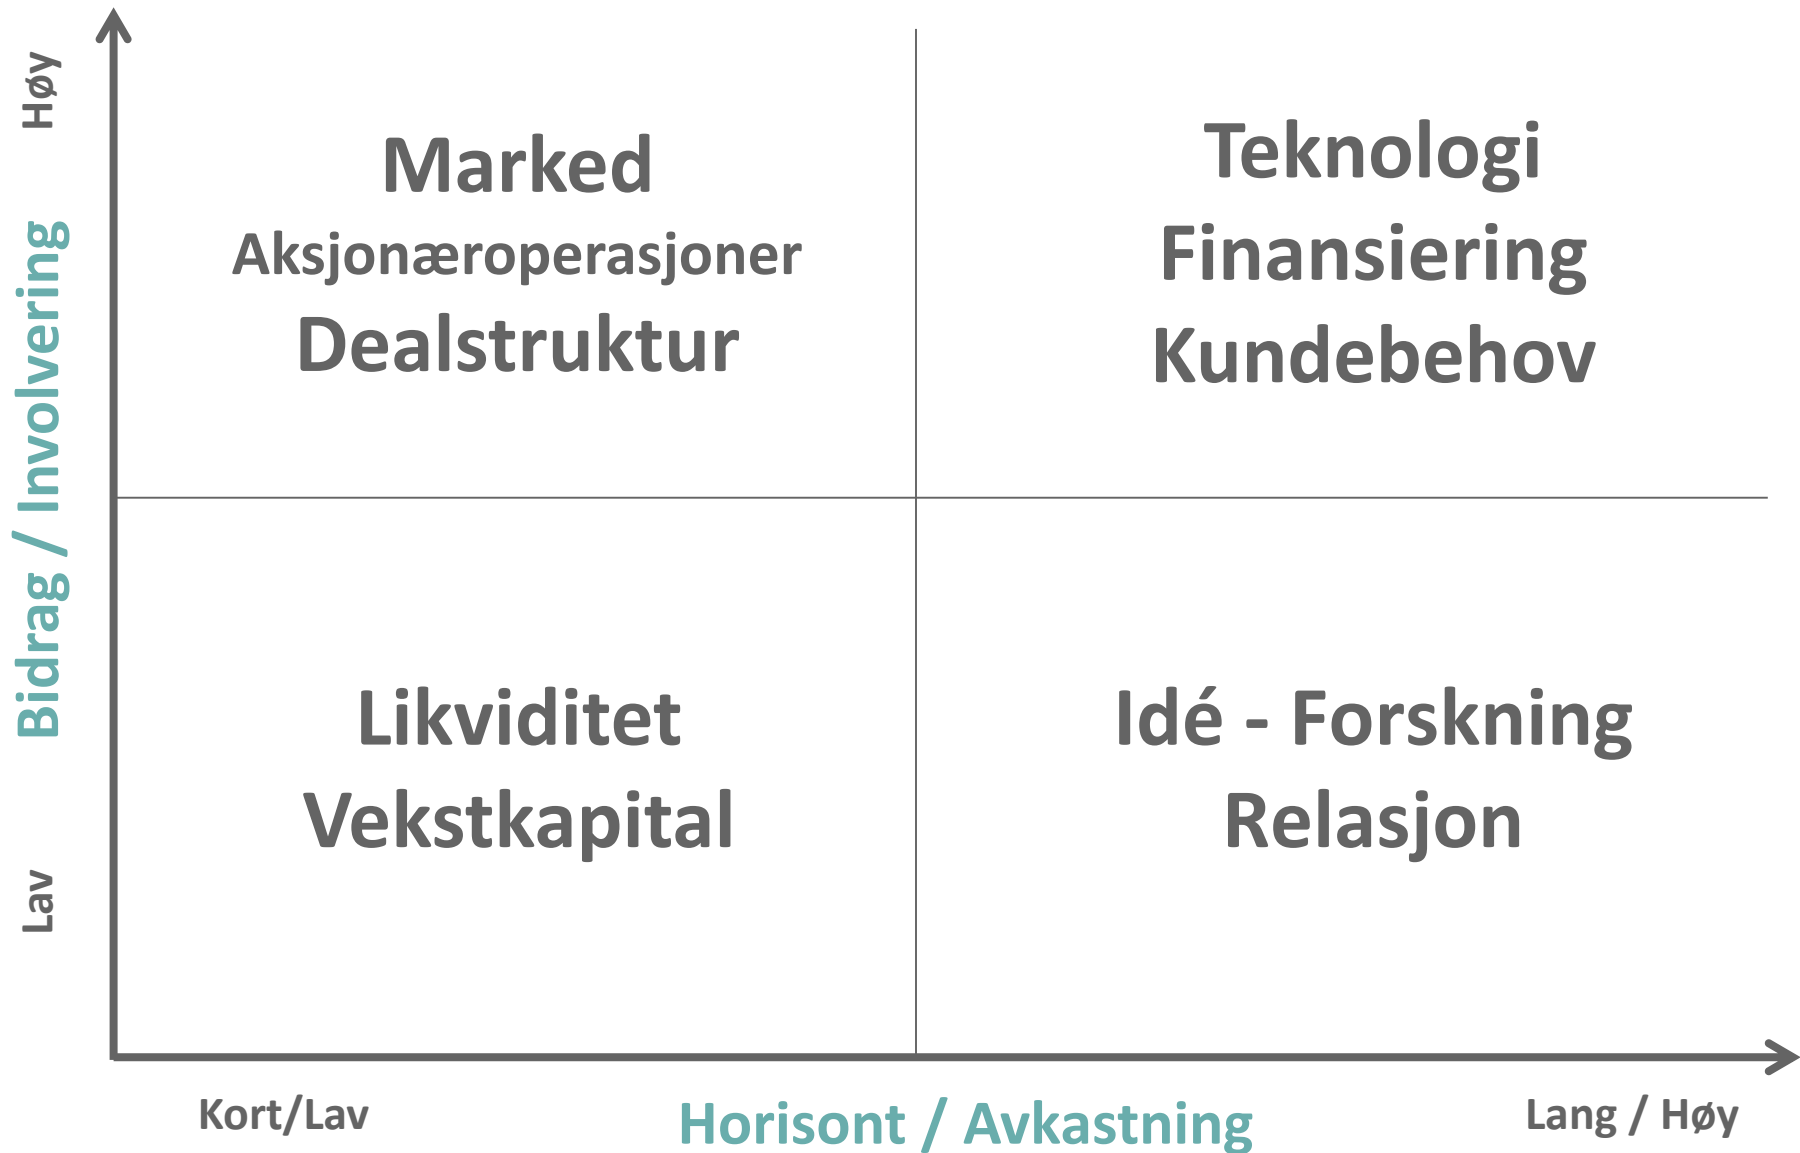 Høy
Bidrag / Involvering
Lav
Marked
Aksjonæroperasjoner
Dealstruktur
Teknologi
Finansiering
Kundebehov
Likviditet
Vekstkapital
Idé - Forskning
Relasjon
Kort/Lav
Horisont / Avkastning
Lang / Høy